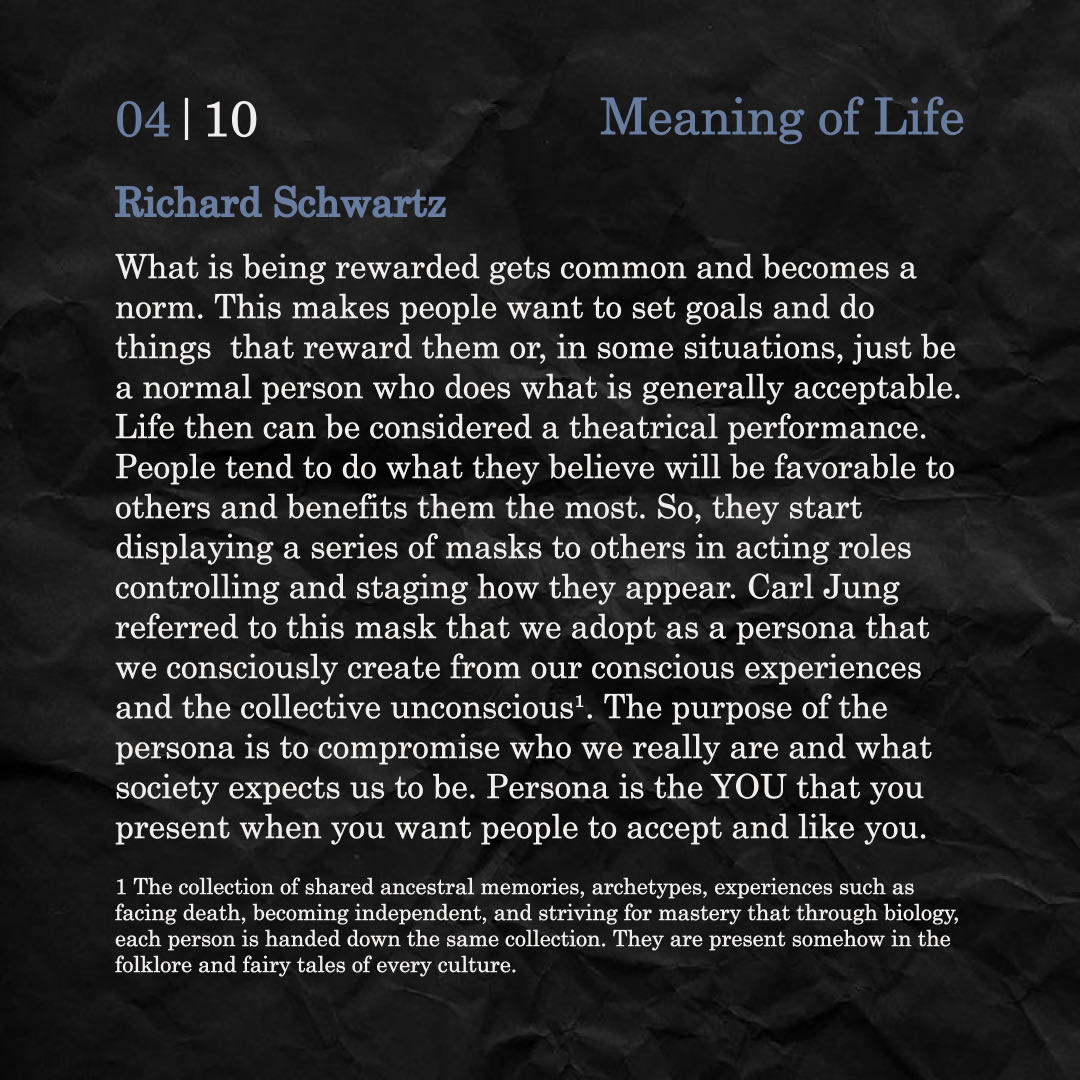 04 | 10
Meaning of Life
Richard Schwartz
What is being rewarded gets common and becomes a
norm. This makes people want to set goals and do
things  that reward them or, in some situations, just be
a normal person who does what is generally acceptable.
Life then can be considered a theatrical performance.
People tend to do what they believe will be favorable to
others and benefits them the most. So, they start
displaying a series of masks to others in acting roles
controlling and staging how they appear. Carl Jung
referred to this mask that we adopt as a persona that
we consciously create from our conscious experiences
and the collective unconscious¹. The purpose of the
persona is to compromise who we really are and what
society expects us to be. Persona is the YOU that you
present when you want people to accept and like you.
1 The collection of shared ancestral memories, archetypes, experiences such as
facing death, becoming independent, and striving for mastery that through biology,
each person is handed down the same collection. They are present somehow in the
folklore and fairy tales of every culture.